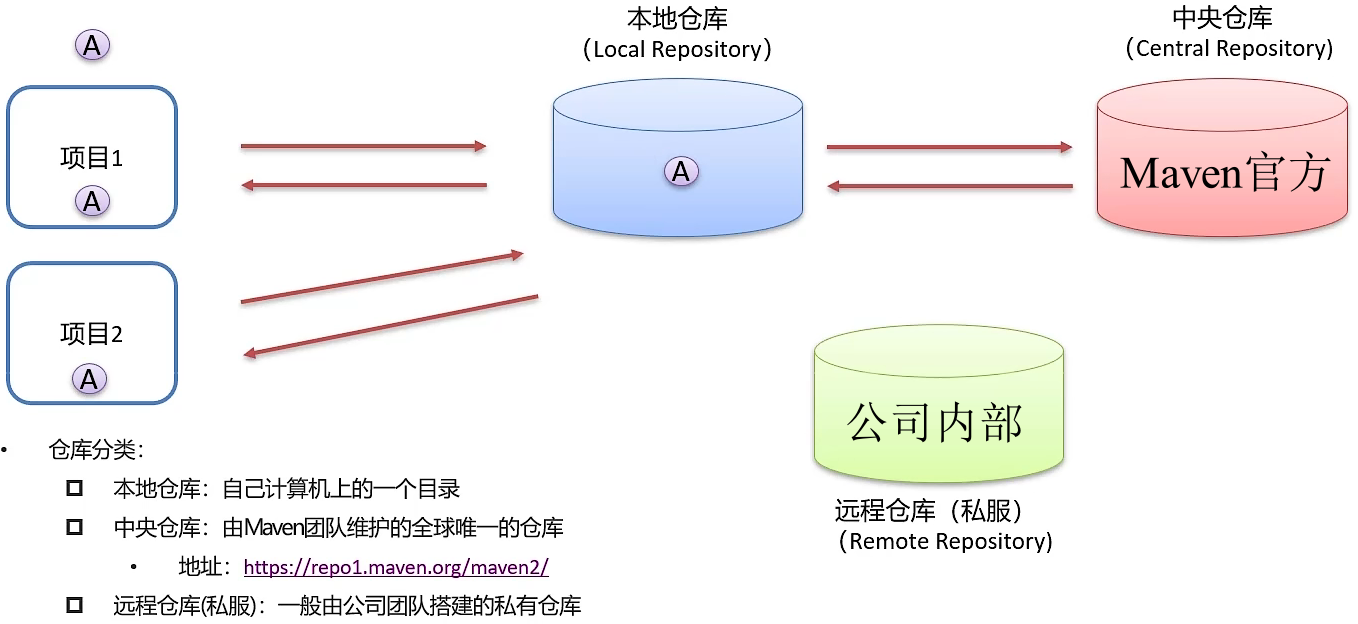 本地仓库
(Local Repository)
中央仓库
(Central Repository)
A
项目1
A
A
Maven官方
项目2
A
公司内部
远程仓库（私服）
(Remote Repository)
• 仓库分类：
本地仓库：自己计算机上的一个目录
中央仓库：由Maven团队维护的全球唯一的仓库
• 地址：https://repo1.maven.org/maven2/
远程仓库(私服)：一般由公司团队搭建的私有仓库